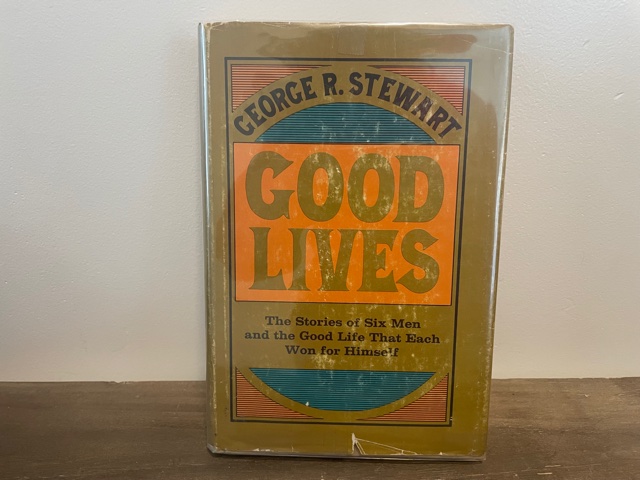 GEORGE R. STEWART
GOOD
LIVES
The Stories of Six Men
and the Good Life That Each
Won for Himself